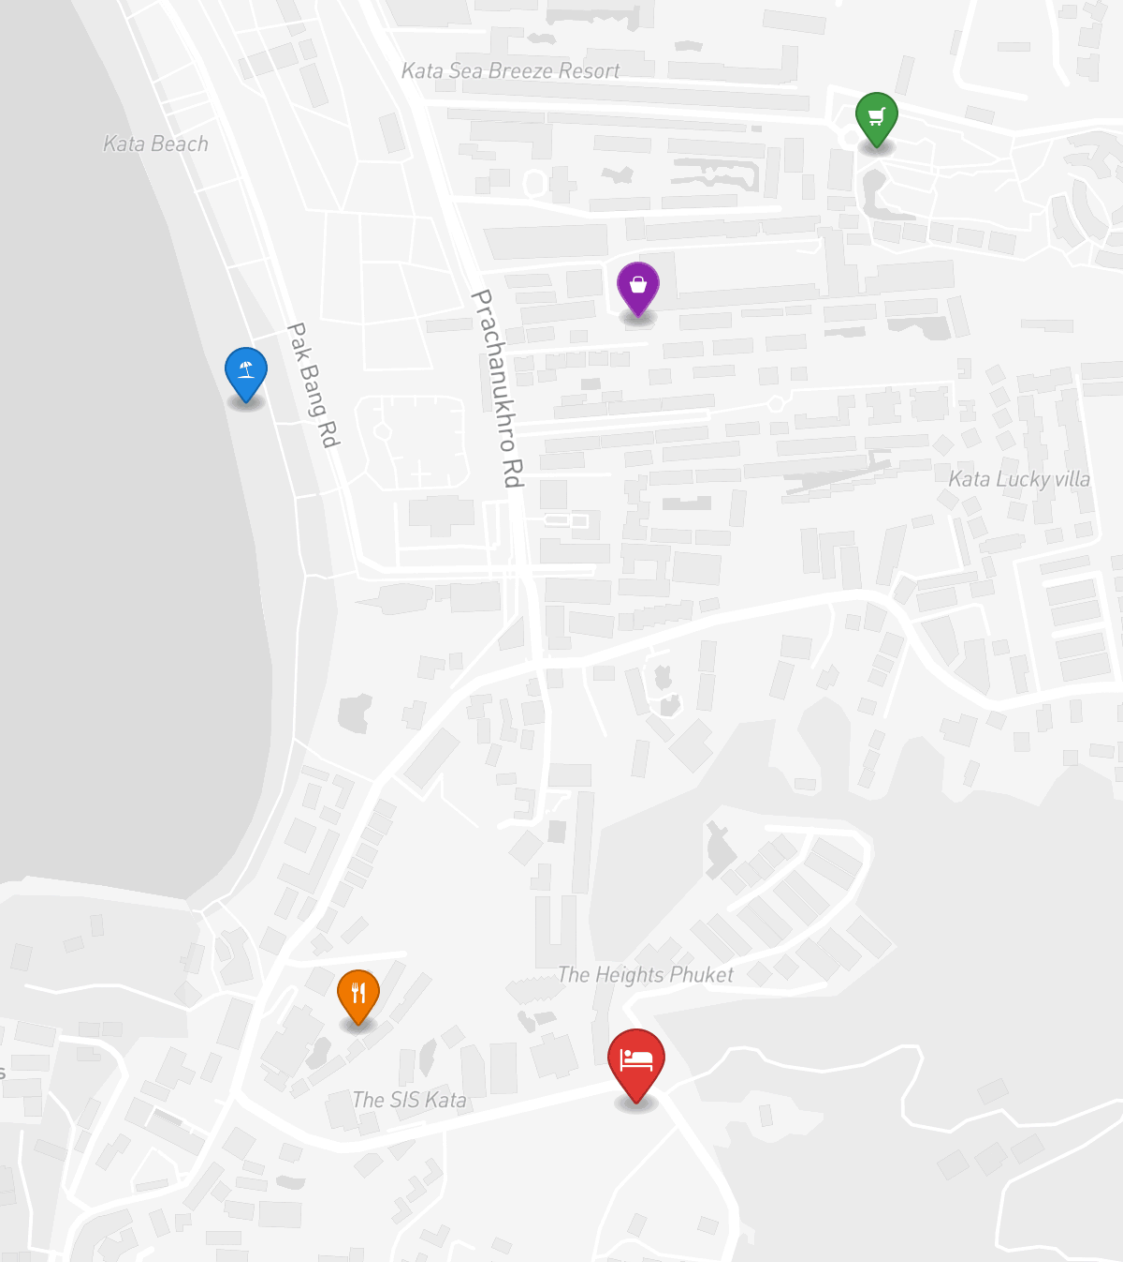 Kata Sea Breeze Resort
Kata Beach
Prachanukhro Rd
Pak Bang Rd
Kata Lucky villa
The Heights Phuket
s
The SIS Kata